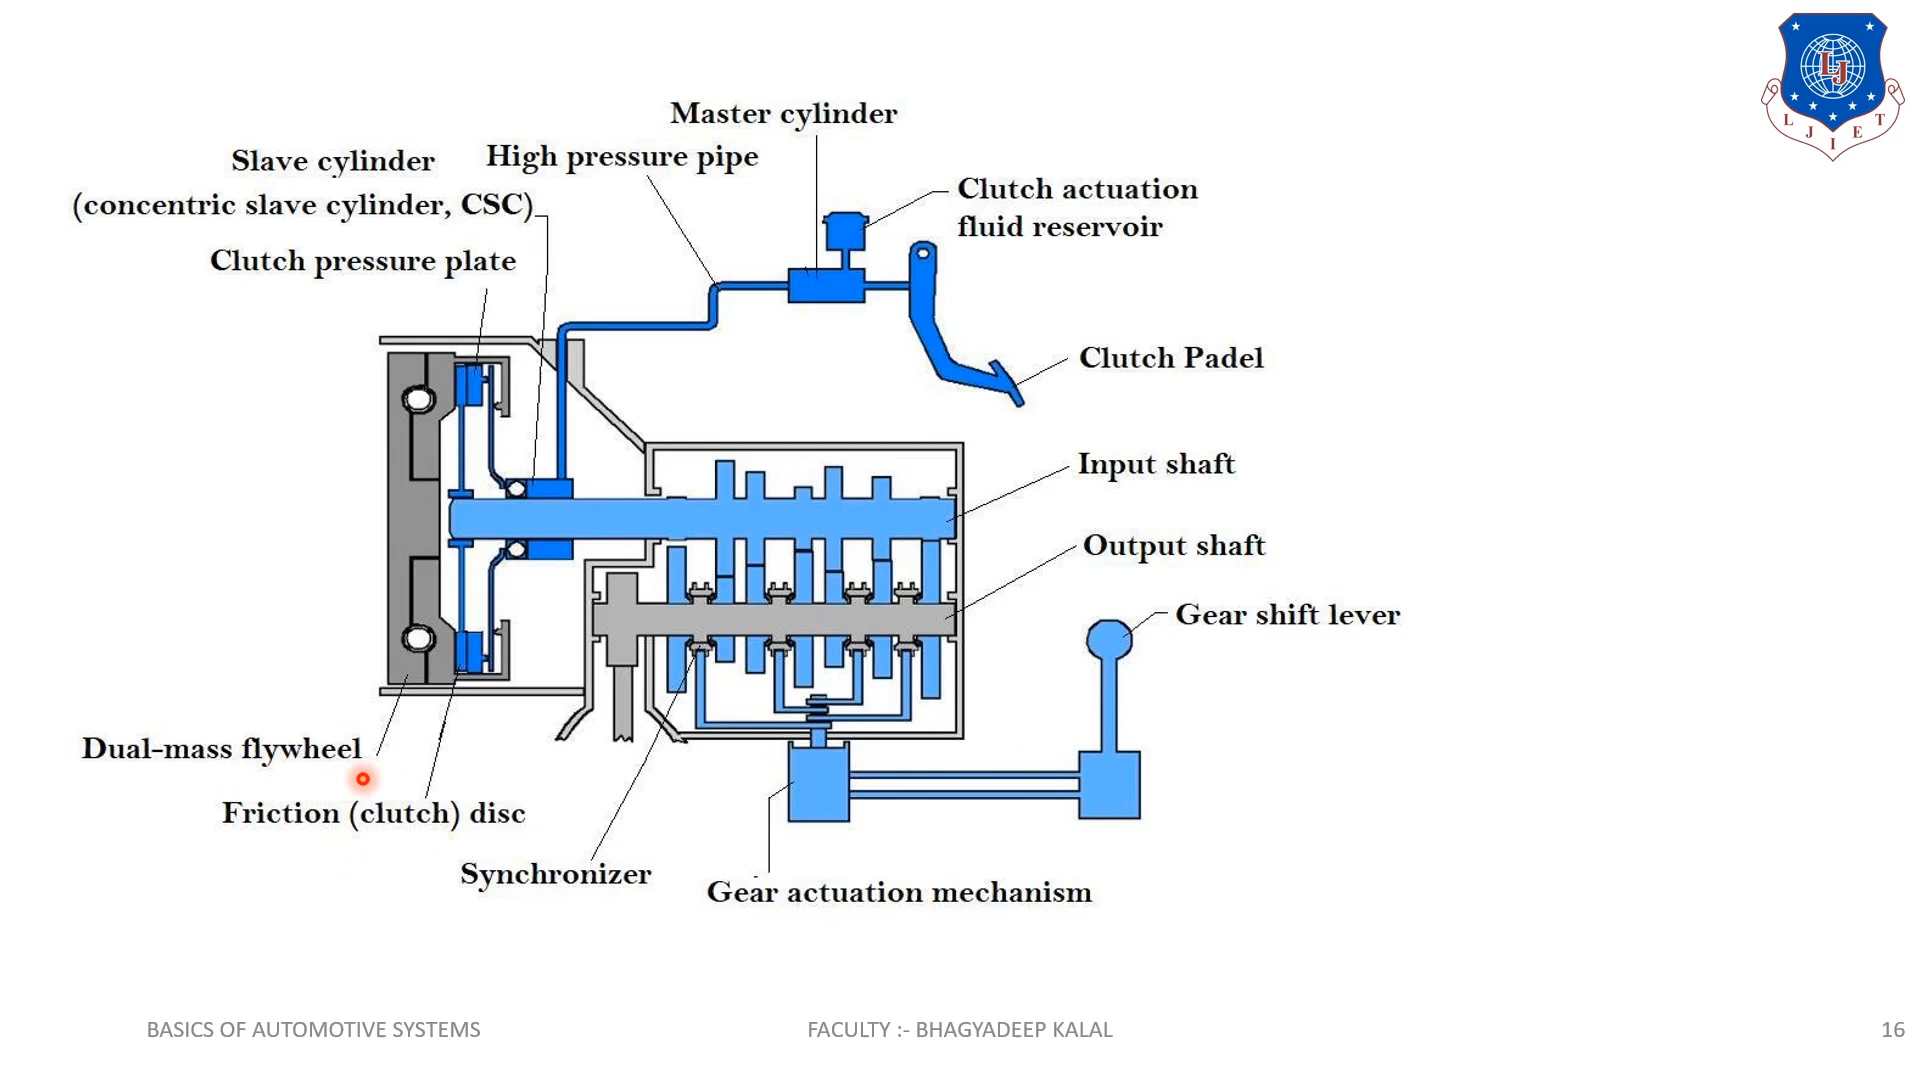 Master cylinder
High pressure pipe
Slave cylinder
(concentric slave cylinder, CSC)
Clutch pressure plate
Clutch actuation
fluid reservoir
Clutch Padel
Input shaft
Output shaft
Gear shift lever
Dual-mass flywheel
Friction (clutch) disc
Synchronizer
Gear actuation mechanism
LJ
L J I E T
BASICS OF AUTOMOTIVE SYSTEMS
FACULTY :- BHAGYADEEP KALAL
16